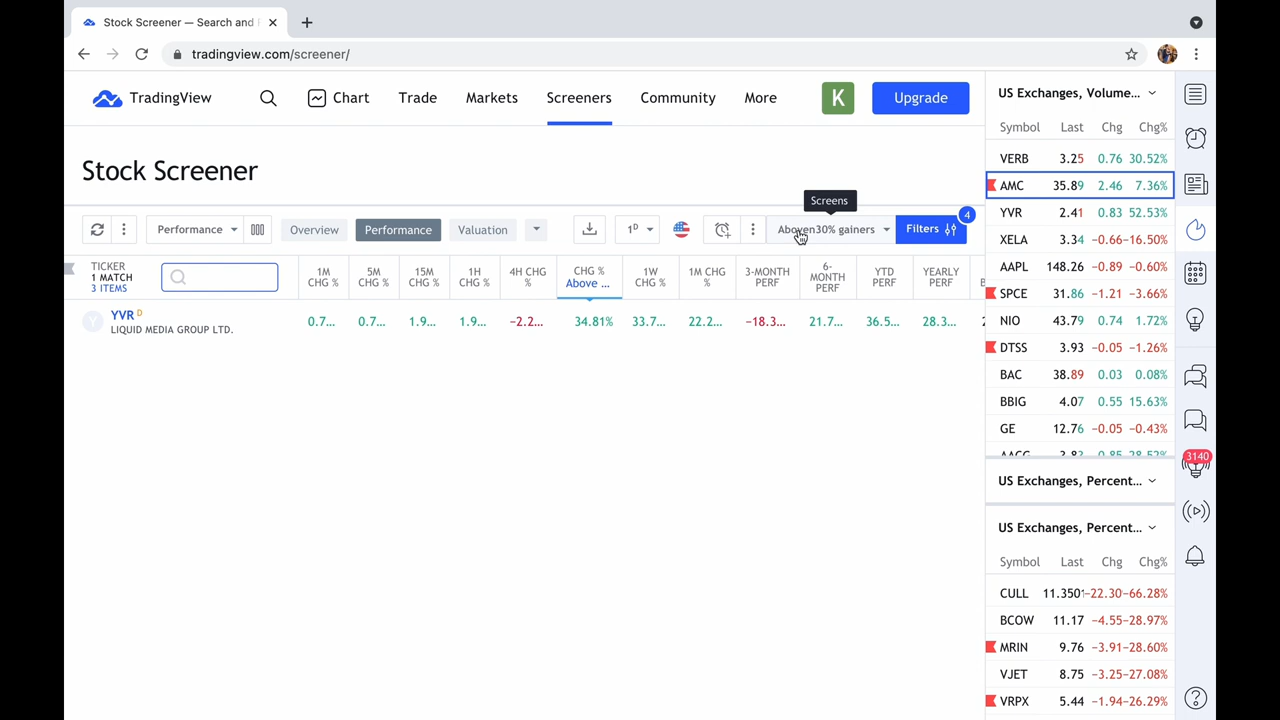 Stock Screener — Search and F
tradingview.com/screener/
TradingView
Chart
Trade
Markets
Screeners
Community
More
K
Upgrade
Stock Screener
Screens
Performance
Overview
Performance
Valuation
1D
Aboven30% gainers
Filters
4
TICKER
1 MATCH
3 ITEMS
1M
CHG %
5M
CHG %
15M
CHG %
1H
CHG %
4H CHG
%
CHG %
Above ...
1W
CHG %
1M CHG
%
3-MONTH
PERF
6-
MONTH
PERF
YTD
PERF
YEARLY
PERF
Y
YVR D
LIQUID MEDIA GROUP LTD.
0.7... 0.7... 1.9... 1.9... −2.2... 34.81% 33.7... 22.2... −18.3... 21.7... 36.5... 28.3...
US Exchanges, Volume...
Symbol Last Chg Chg%
VERB 3.25 0.76 30.52%
AMC 35.89 2.46 7.36%
YVR 2.41 0.83 52.53%
XELA 3.34 −0.66 −16.50%
AAPL 148.26 −0.89 −0.60%
SPCE 31.86 −1.21 −3.66%
NIO 43.79 0.74 1.72%
DTSS 3.93 −0.05 −1.26%
BAC 38.89 0.03 0.08%
BBIG 4.07 0.55 15.63%
GE 12.76 −0.05 −0.43%
US Exchanges, Percent...
US Exchanges, Percent...
Symbol Last Chg Chg%
CULL 11.350 −22.30 −66.28%
BCOW 11.17 −4.55 −28.97%
MRIN 9.76 −3.91 −28.60%
VJET 8.75 −3.25 −27.08%
VRPX 5.44 −1.94 −26.29%
3140